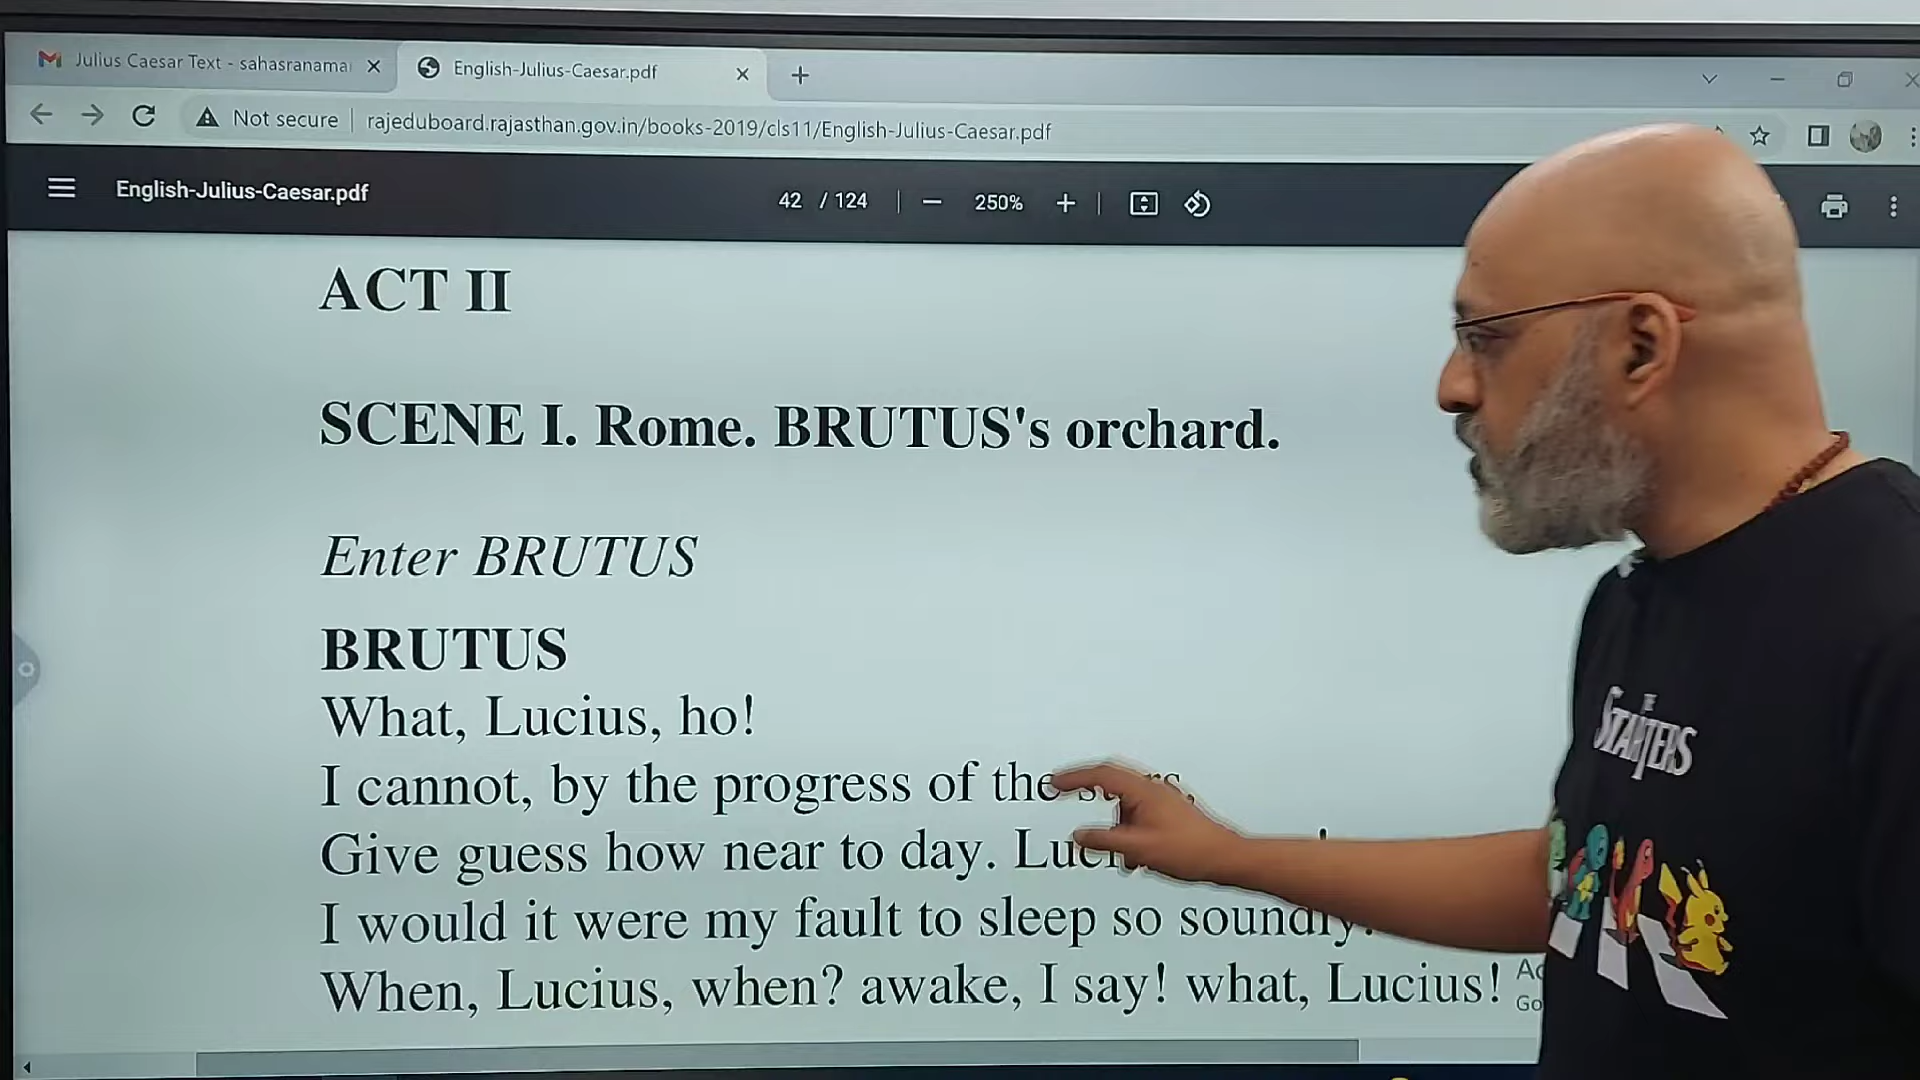 Julius Caesar Text - sahasranama
English-Julius-Caesar.pdf
Not secure
rajeduboard.rajasthan.gov.in/books-2019/cls11/English-Julius-Caesar.pdf
English-Julius-Caesar.pdf
42 / 124
250%
ACT II
SCENE I. Rome. BRUTUS's orchard.
Enter BRUTUS
BRUTUS
What, Lucius, ho!
I cannot, by the progress of the
Give guess how near to day.
I would it were my fault to sleep so soundly.
When, Lucius, when? awake, I say! what, Lucius!
THE
STARTERS